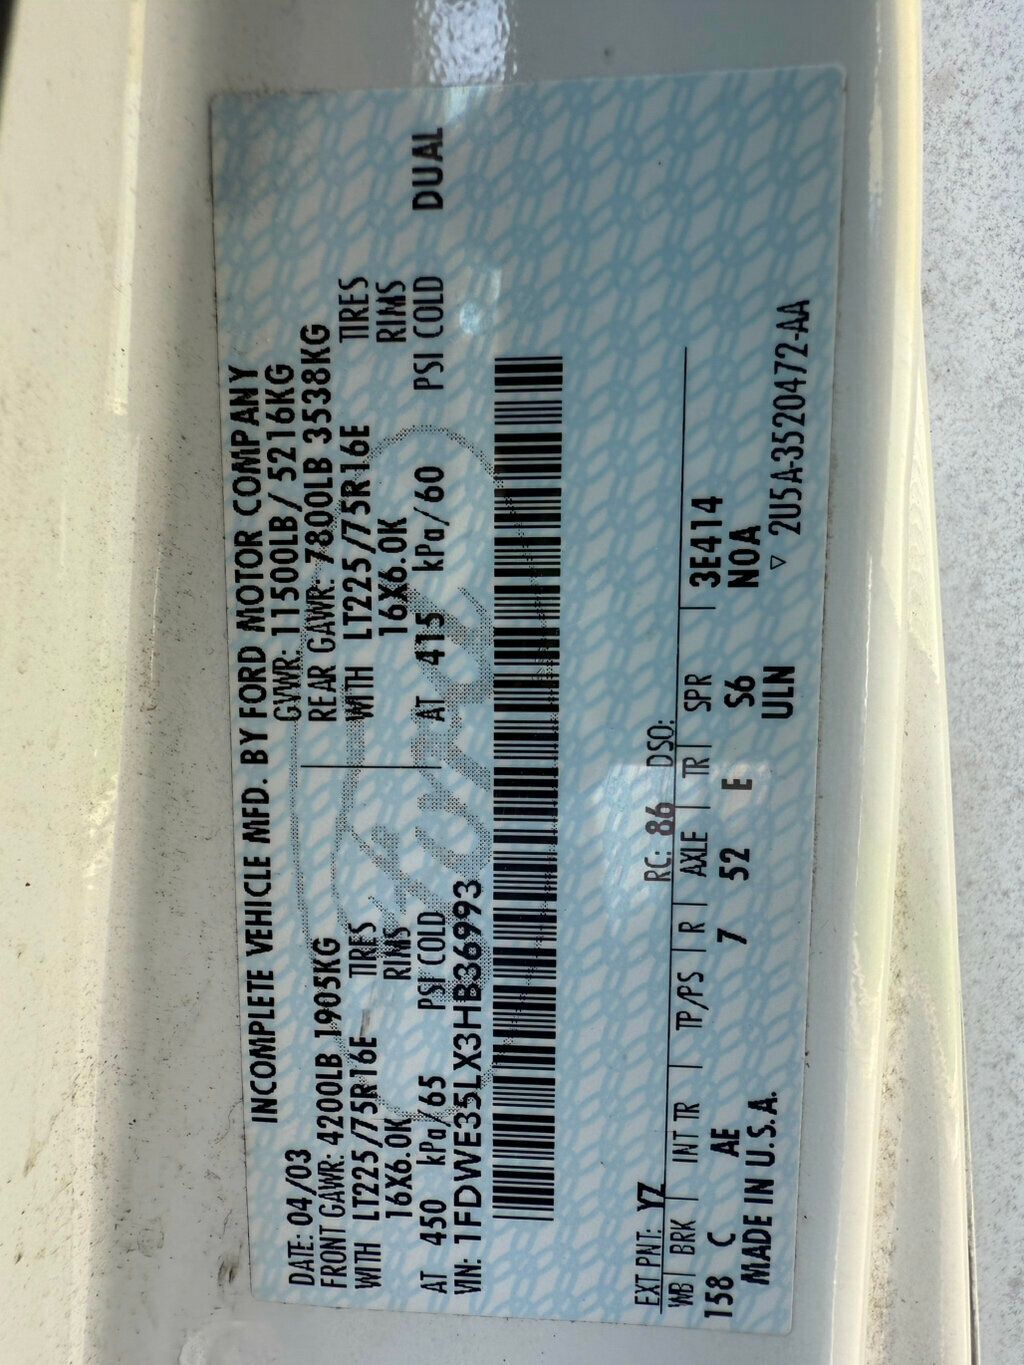 INCOMPLETE VEHICLE MFD. BY FORD MOTOR COMPANY
DATE: 04/03 GVWR: 11500LB/ 5216KG
FRONT GAWR: 4200LB 1905KG REAR GAWR: 7800LB 3538KG
WITH LT225/75R16E TIRES WITH LT225/75R16E TIRES
16X6.0K RIMS 16X6.0K RIMS
AT 450 kPa/65 PSI COLD AT 415 kPa/60 PSI COLD DUAL
VIN: 1FDWE35LX3HB36993
EXT PNT: YZ RC: 86 DSO:
WB BRK INT TR TP/PS R AXLE TR SPR 3E414
158 C AE 7 52 E S6 NOA
MADE IN U.S.A. ULN
▽ 2U5A-3520472-AA